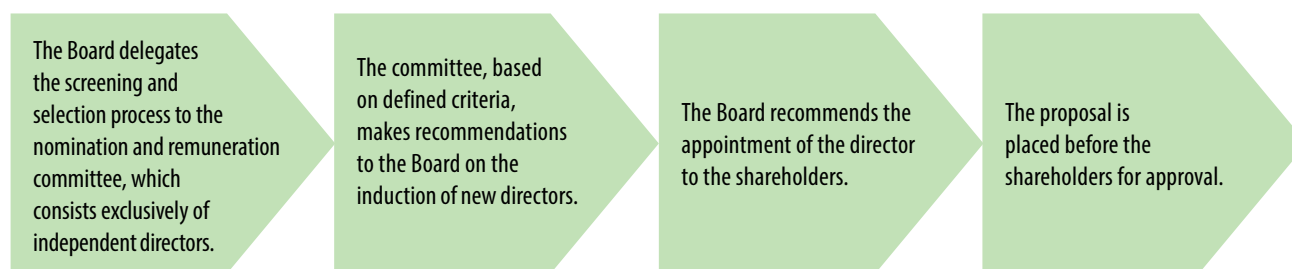 The Board delegates
the screening and
selection process to the
nomination and remuneration
committee, which
consists exclusively of
independent directors.
The committee, based
on defined criteria,
makes recommendations
to the Board on the
induction of new directors.
The Board recommends the
appointment of the director
to the shareholders.
The proposal is
placed before the
shareholders for approval.